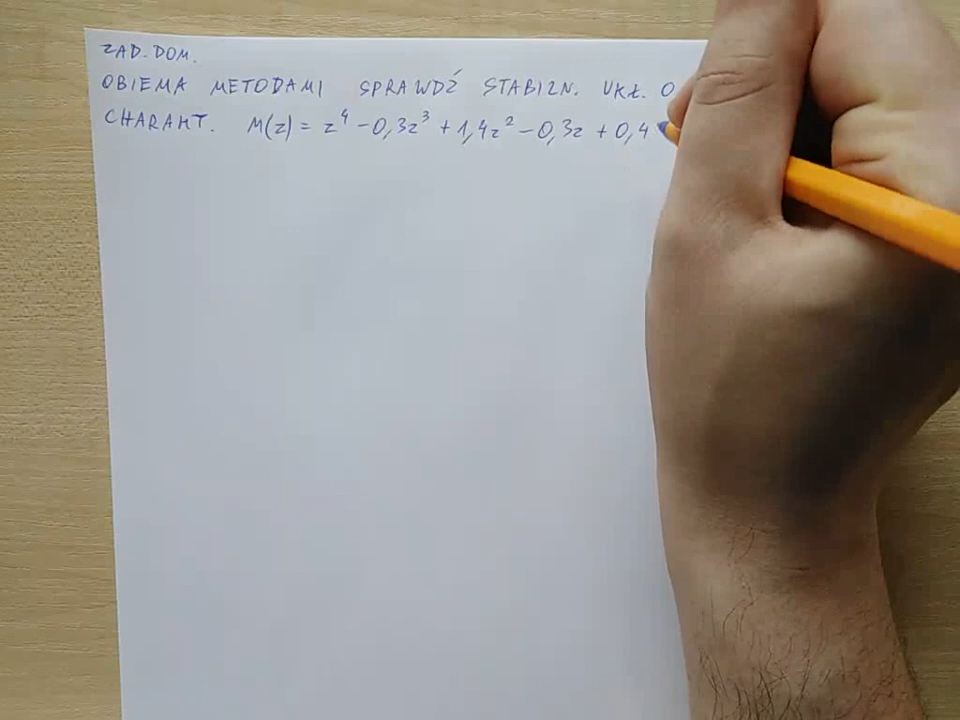 ZAD. DOM.
OBIEMA METODAMI SPRAWDŹ STABILN. UKŁ. O
CHARAKT. M(z) = z⁴ - 0,3z³ + 1,4z² - 0,3z + 0,4